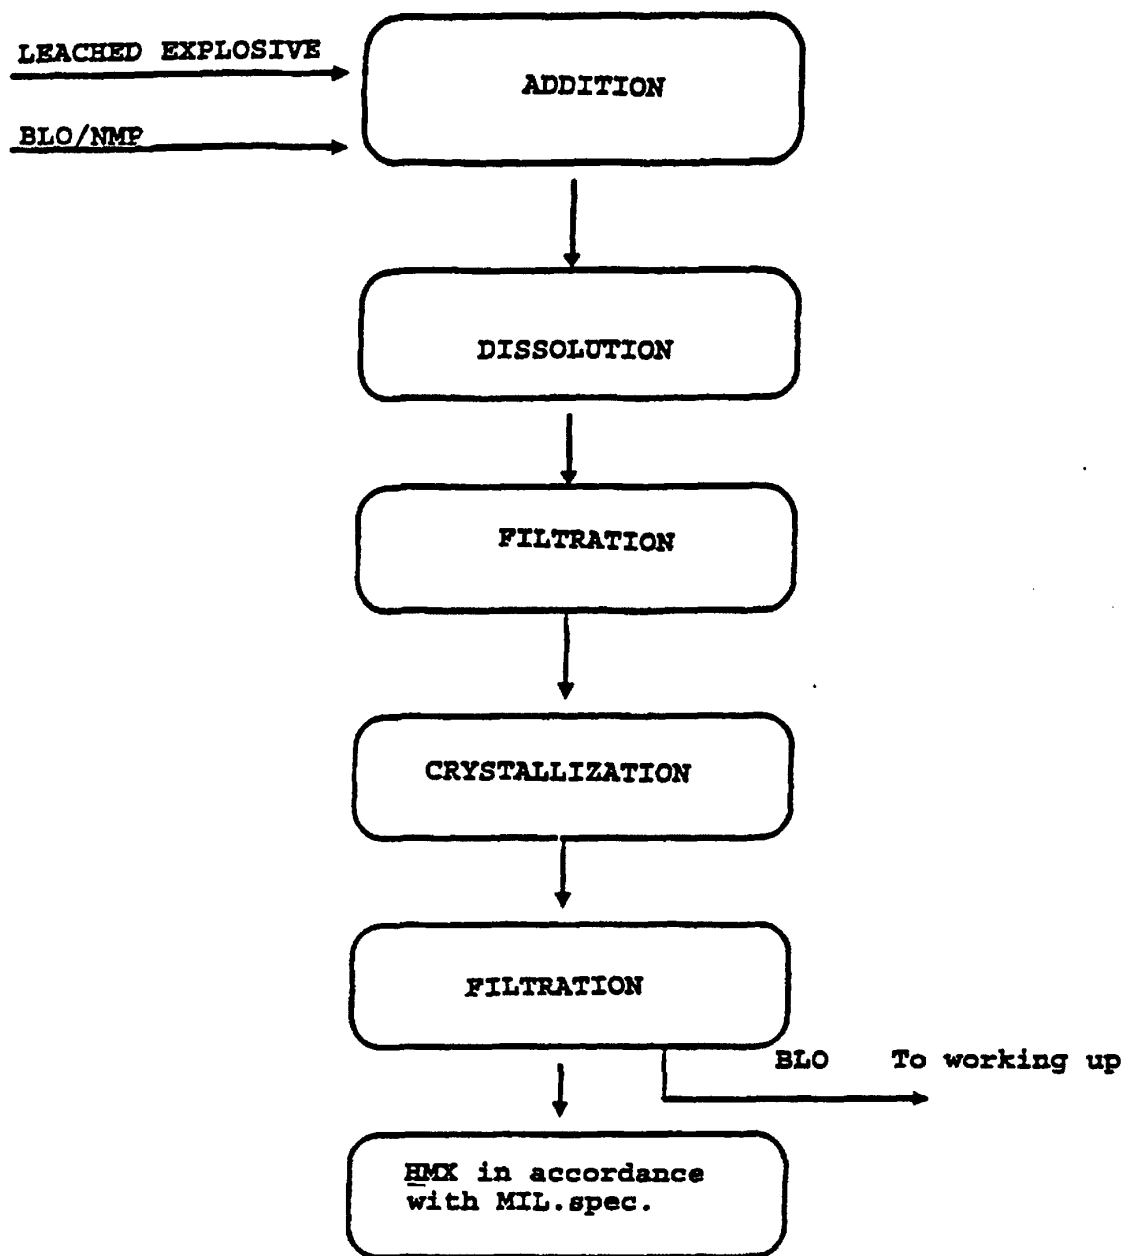 LEACHED EXPLOSIVE
ADDITION
BLO/NMP
DISSOLUTION
FILTRATION
CRYSTALLIZATION
FILTRATION
BLO To working up
HMX in accordance
with MIL.spec.